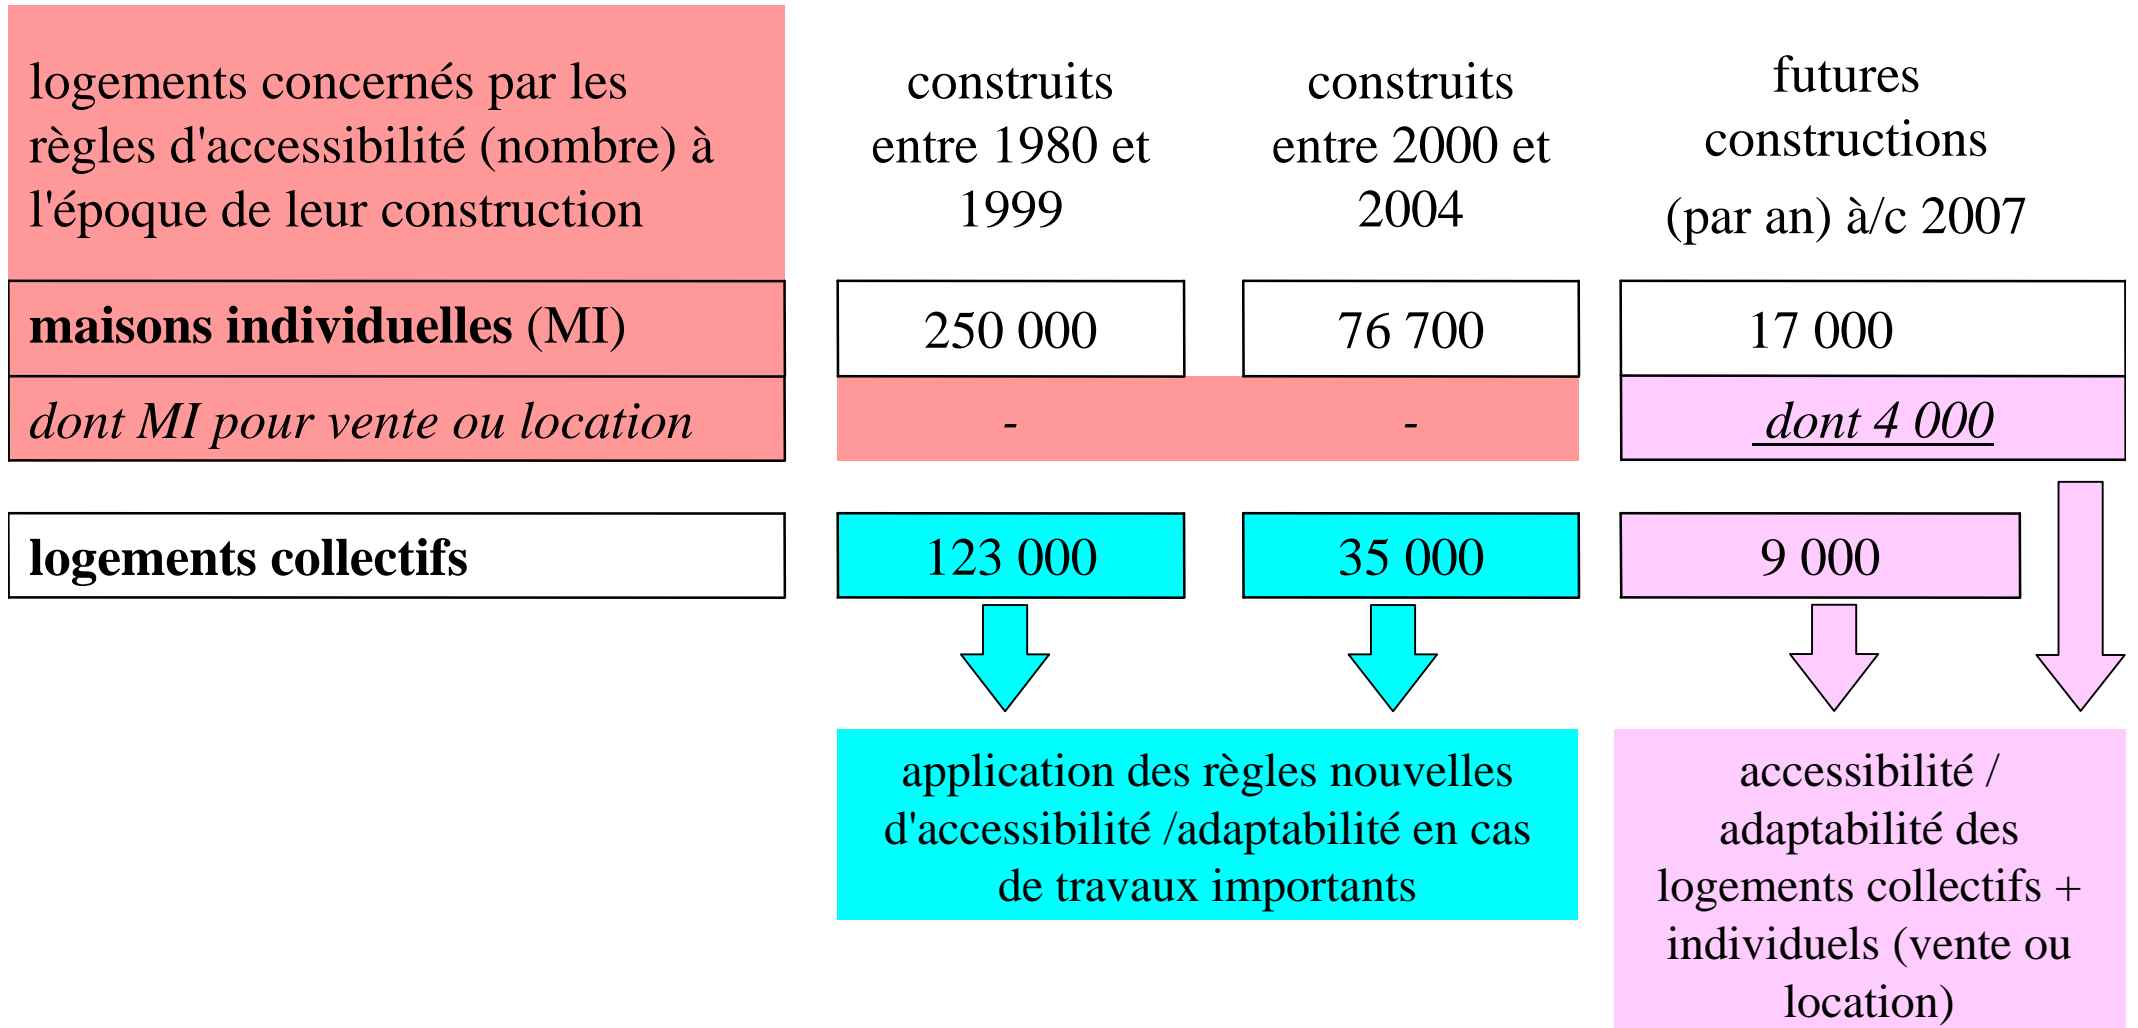 logements concernés par les
règles d'accessibilité (nombre) à
l'époque de leur construction
construits
entre 1980 et
1999
construits
entre 2000 et
2004
futures
constructions
(par an) à/c 2007
maisons individuelles (MI)
250 000
76 700
17 000
dont MI pour vente ou location
-
-
dont 4 000
logements collectifs
123 000
35 000
9 000
application des règles nouvelles
d'accessibilité /adaptabilité en cas
de travaux importants
accessibilité /
adaptabilité des
logements collectifs +
individuels (vente ou
location)